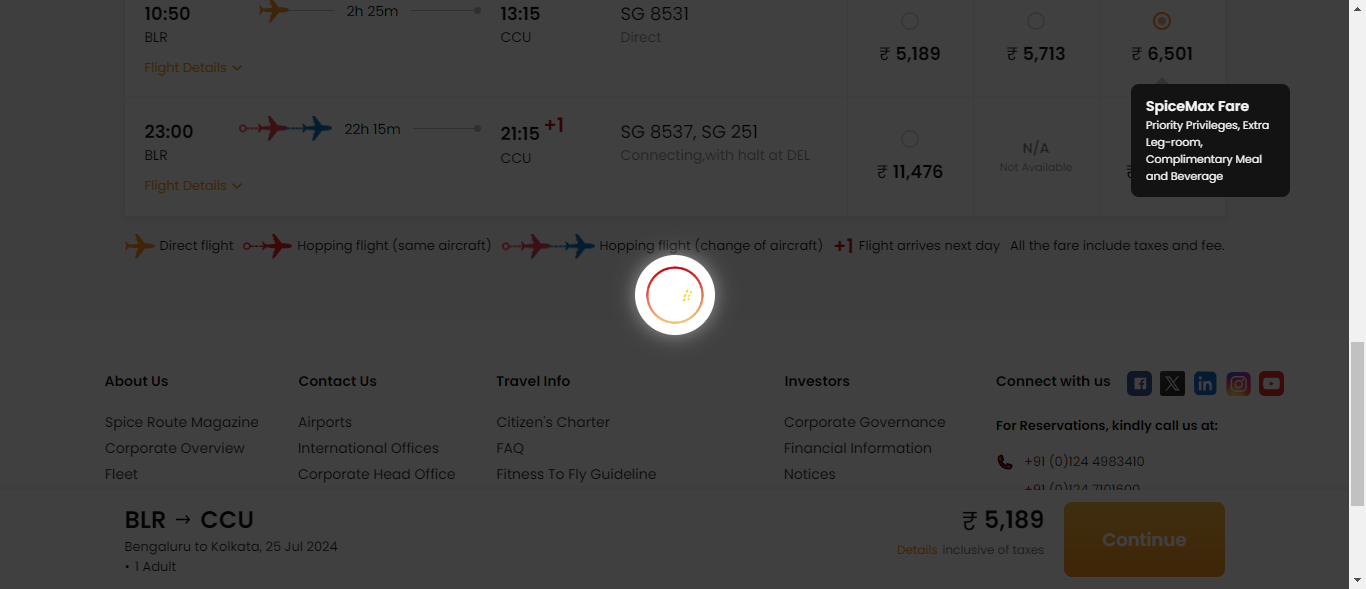 10:50 2h 25m 13:15 SG 8531
BLR CCU Direct
₹ 5,189 ₹ 5,713 ₹ 6,501
Flight Details
SpiceMax Fare
Priority Privileges, Extra
Leg-room,
Complimentary Meal
and Beverage
23:00 22h 15m 21:15 +1 SG 8537, SG 251
BLR CCU Connecting,with halt at DEL
N/A
₹ 11,476 Not Available ₹
Flight Details
Direct flight Hopping flight (same aircraft) Hopping flight (change of aircraft) +1 Flight arrives next day All the fare include taxes and fee.
About Us
Spice Route Magazine
Corporate Overview
Fleet
Contact Us
Airports
International Offices
Corporate Head Office
Travel Info
Citizen's Charter
FAQ
Fitness To Fly Guideline
Investors
Corporate Governance
Financial Information
Notices
Connect with us
For Reservations, kindly call us at:
+91 (0)124 4983410
+91 (0)124 7101600
BLR → CCU
Bengaluru to Kolkata, 25 Jul 2024
• 1 Adult
₹ 5,189
Details inclusive of taxes
Continue